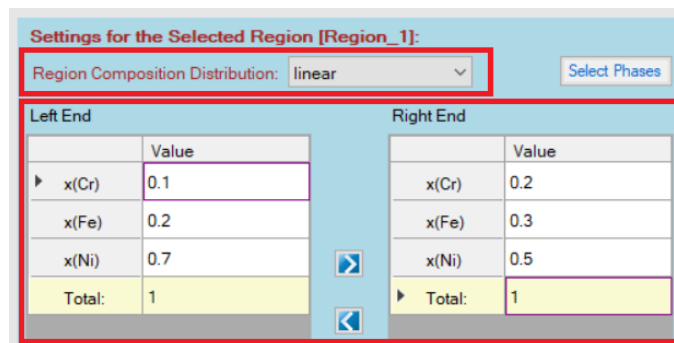 Settings for the Selected Region [Region_1]:
Region Composition Distribution: linear Select Phases
Left End Right End
Value Value
x(Cr) 0.1 x(Cr) 0.2
x(Fe) 0.2 x(Fe) 0.3
x(Ni) 0.7 x(Ni) 0.5
Total: 1 Total: 1